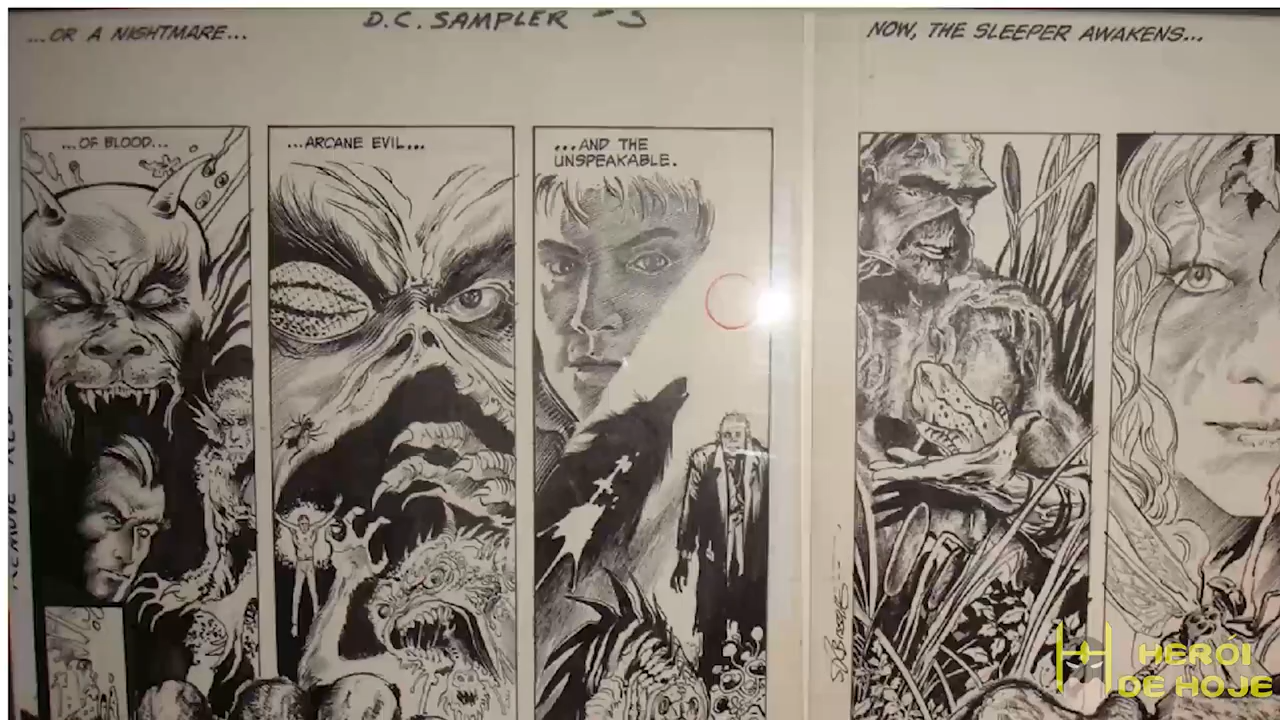 D.C. SAMPLER #3
...OR A NIGHTMARE...
NOW, THE SLEEPER AWAKENS...
...OF BLOOD...
...ARCANE EVIL...
...AND THE
UNSPEAKABLE.
HERÓI
DE HOJE